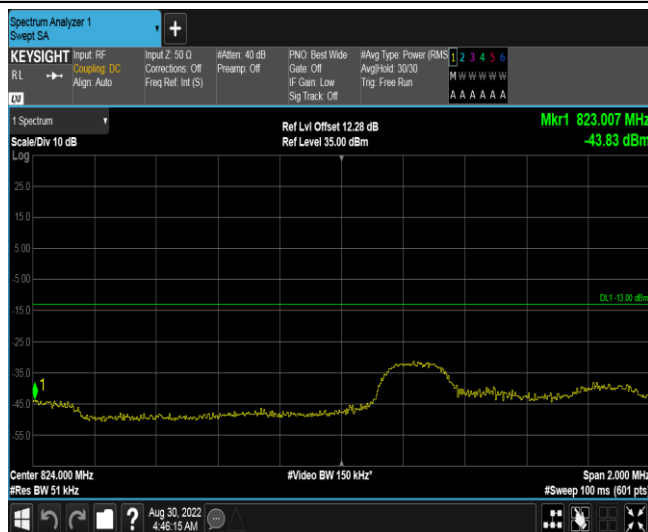 Spectrum Analyzer 1
Swept SA
KEYSIGHT
RL
Input: RF
Coupling: DC
Align: Auto
Input Z: 50 Ω
Corrections: Off
Freq Ref: Int (S)
#Atten: 40 dB
Preamp: Off
PNO: Best Wide
Gate: Off
IF Gain: Low
Sig Track: Off
#Avg Type: Power (RMS
Avg|Hold: 30/30
Trig: Free Run
1 2 3 4 5 6
M W W W W W
A A A A A A
LXI
1 Spectrum
Scale/Div 10 dB
Ref Lvl Offset 12.28 dB
Ref Level 35.00 dBm
Mkr1 823.007 MHz
-43.83 dBm
Log
25.0
15.0
5.00
-5.00
DL1 -13.00 dBm
-15.0
-25.0
-35.0
1
-45.0
-55.0
Center 824.000 MHz
#Res BW 51 kHz
#Video BW 150 kHz*
Span 2.000 MHz
#Sweep 100 ms (601 pts)
?
Aug 30, 2022
4:46:15 AM